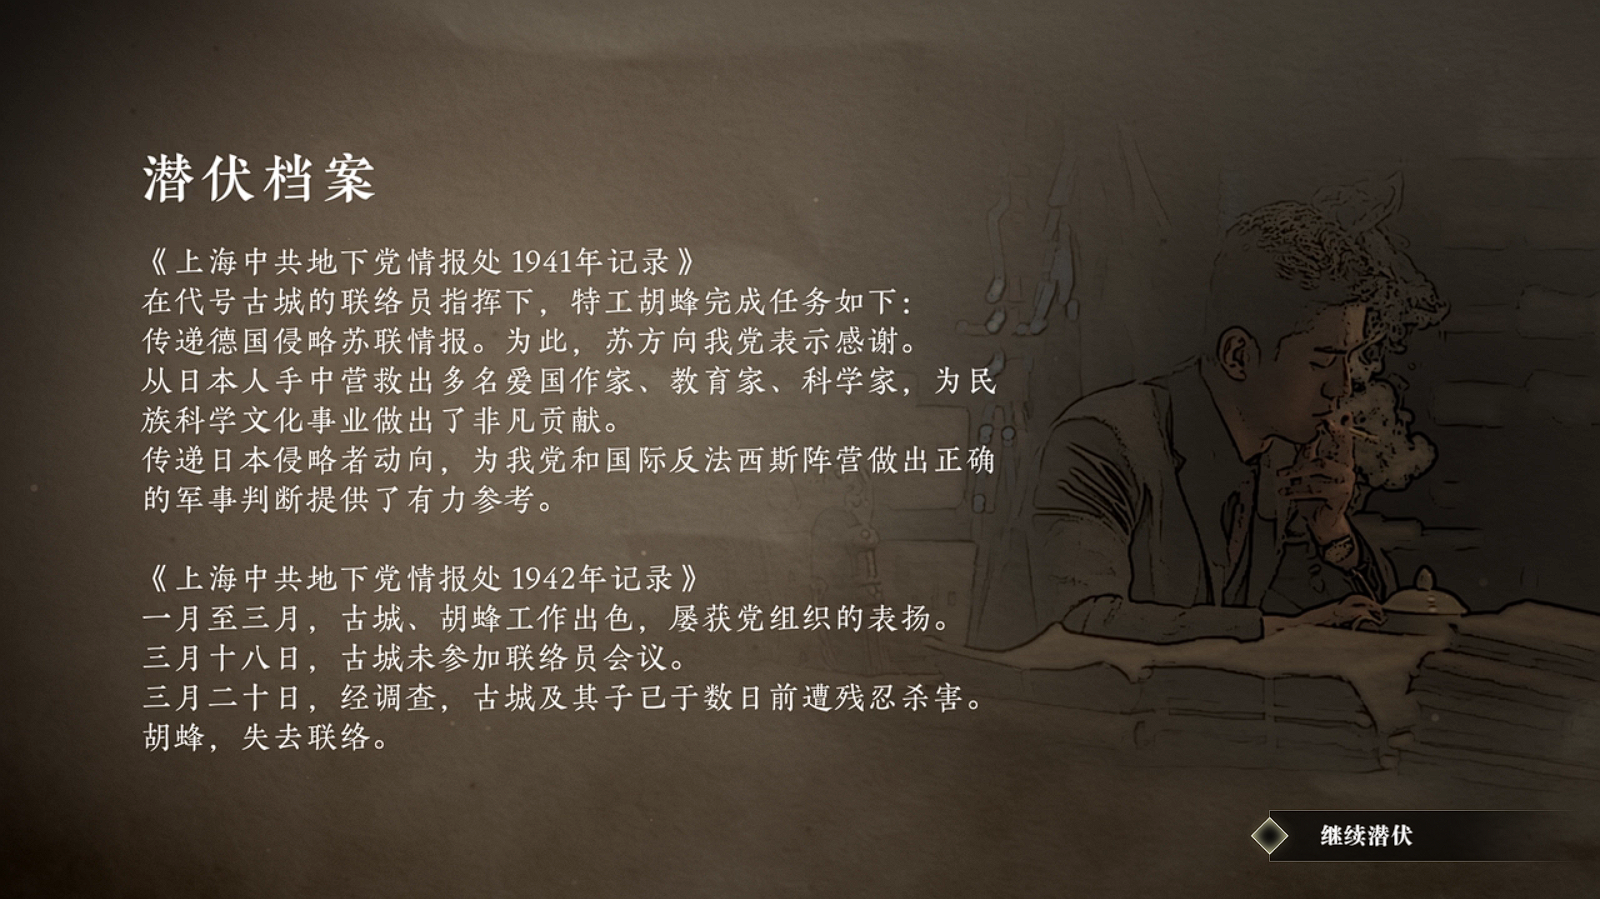 潜伏档案
《上海中共地下党情报处 1941年记录》
在代号古城的联络员指挥下，特工胡蜂完成任务如下：
传递德国侵略苏联情报。为此，苏方向我党表示感谢。
从日本人手中营救出多名爱国作家、教育家、科学家，为民
族科学文化事业做出了非凡贡献。
传递日本侵略者动向，为我党和国际反法西斯阵营做出正确
的军事判断提供了有力参考。
《上海中共地下党情报处 1942年记录》
一月至三月，古城、胡蜂工作出色，屡获党组织的表扬。
三月十八日，古城未参加联络员会议。
三月二十日，经调查，古城及其子已于数日前遭残忍杀害。
胡蜂，失去联络。
继续潜伏